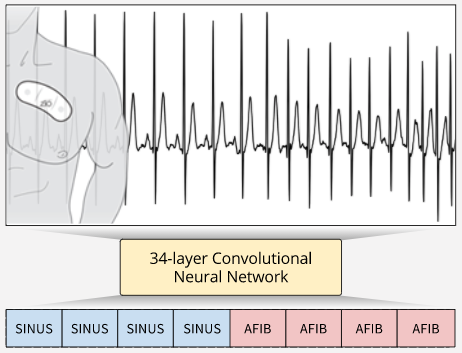 34-layer Convolutional
Neural Network
SINUS SINUS SINUS SINUS AFIB AFIB AFIB AFIB